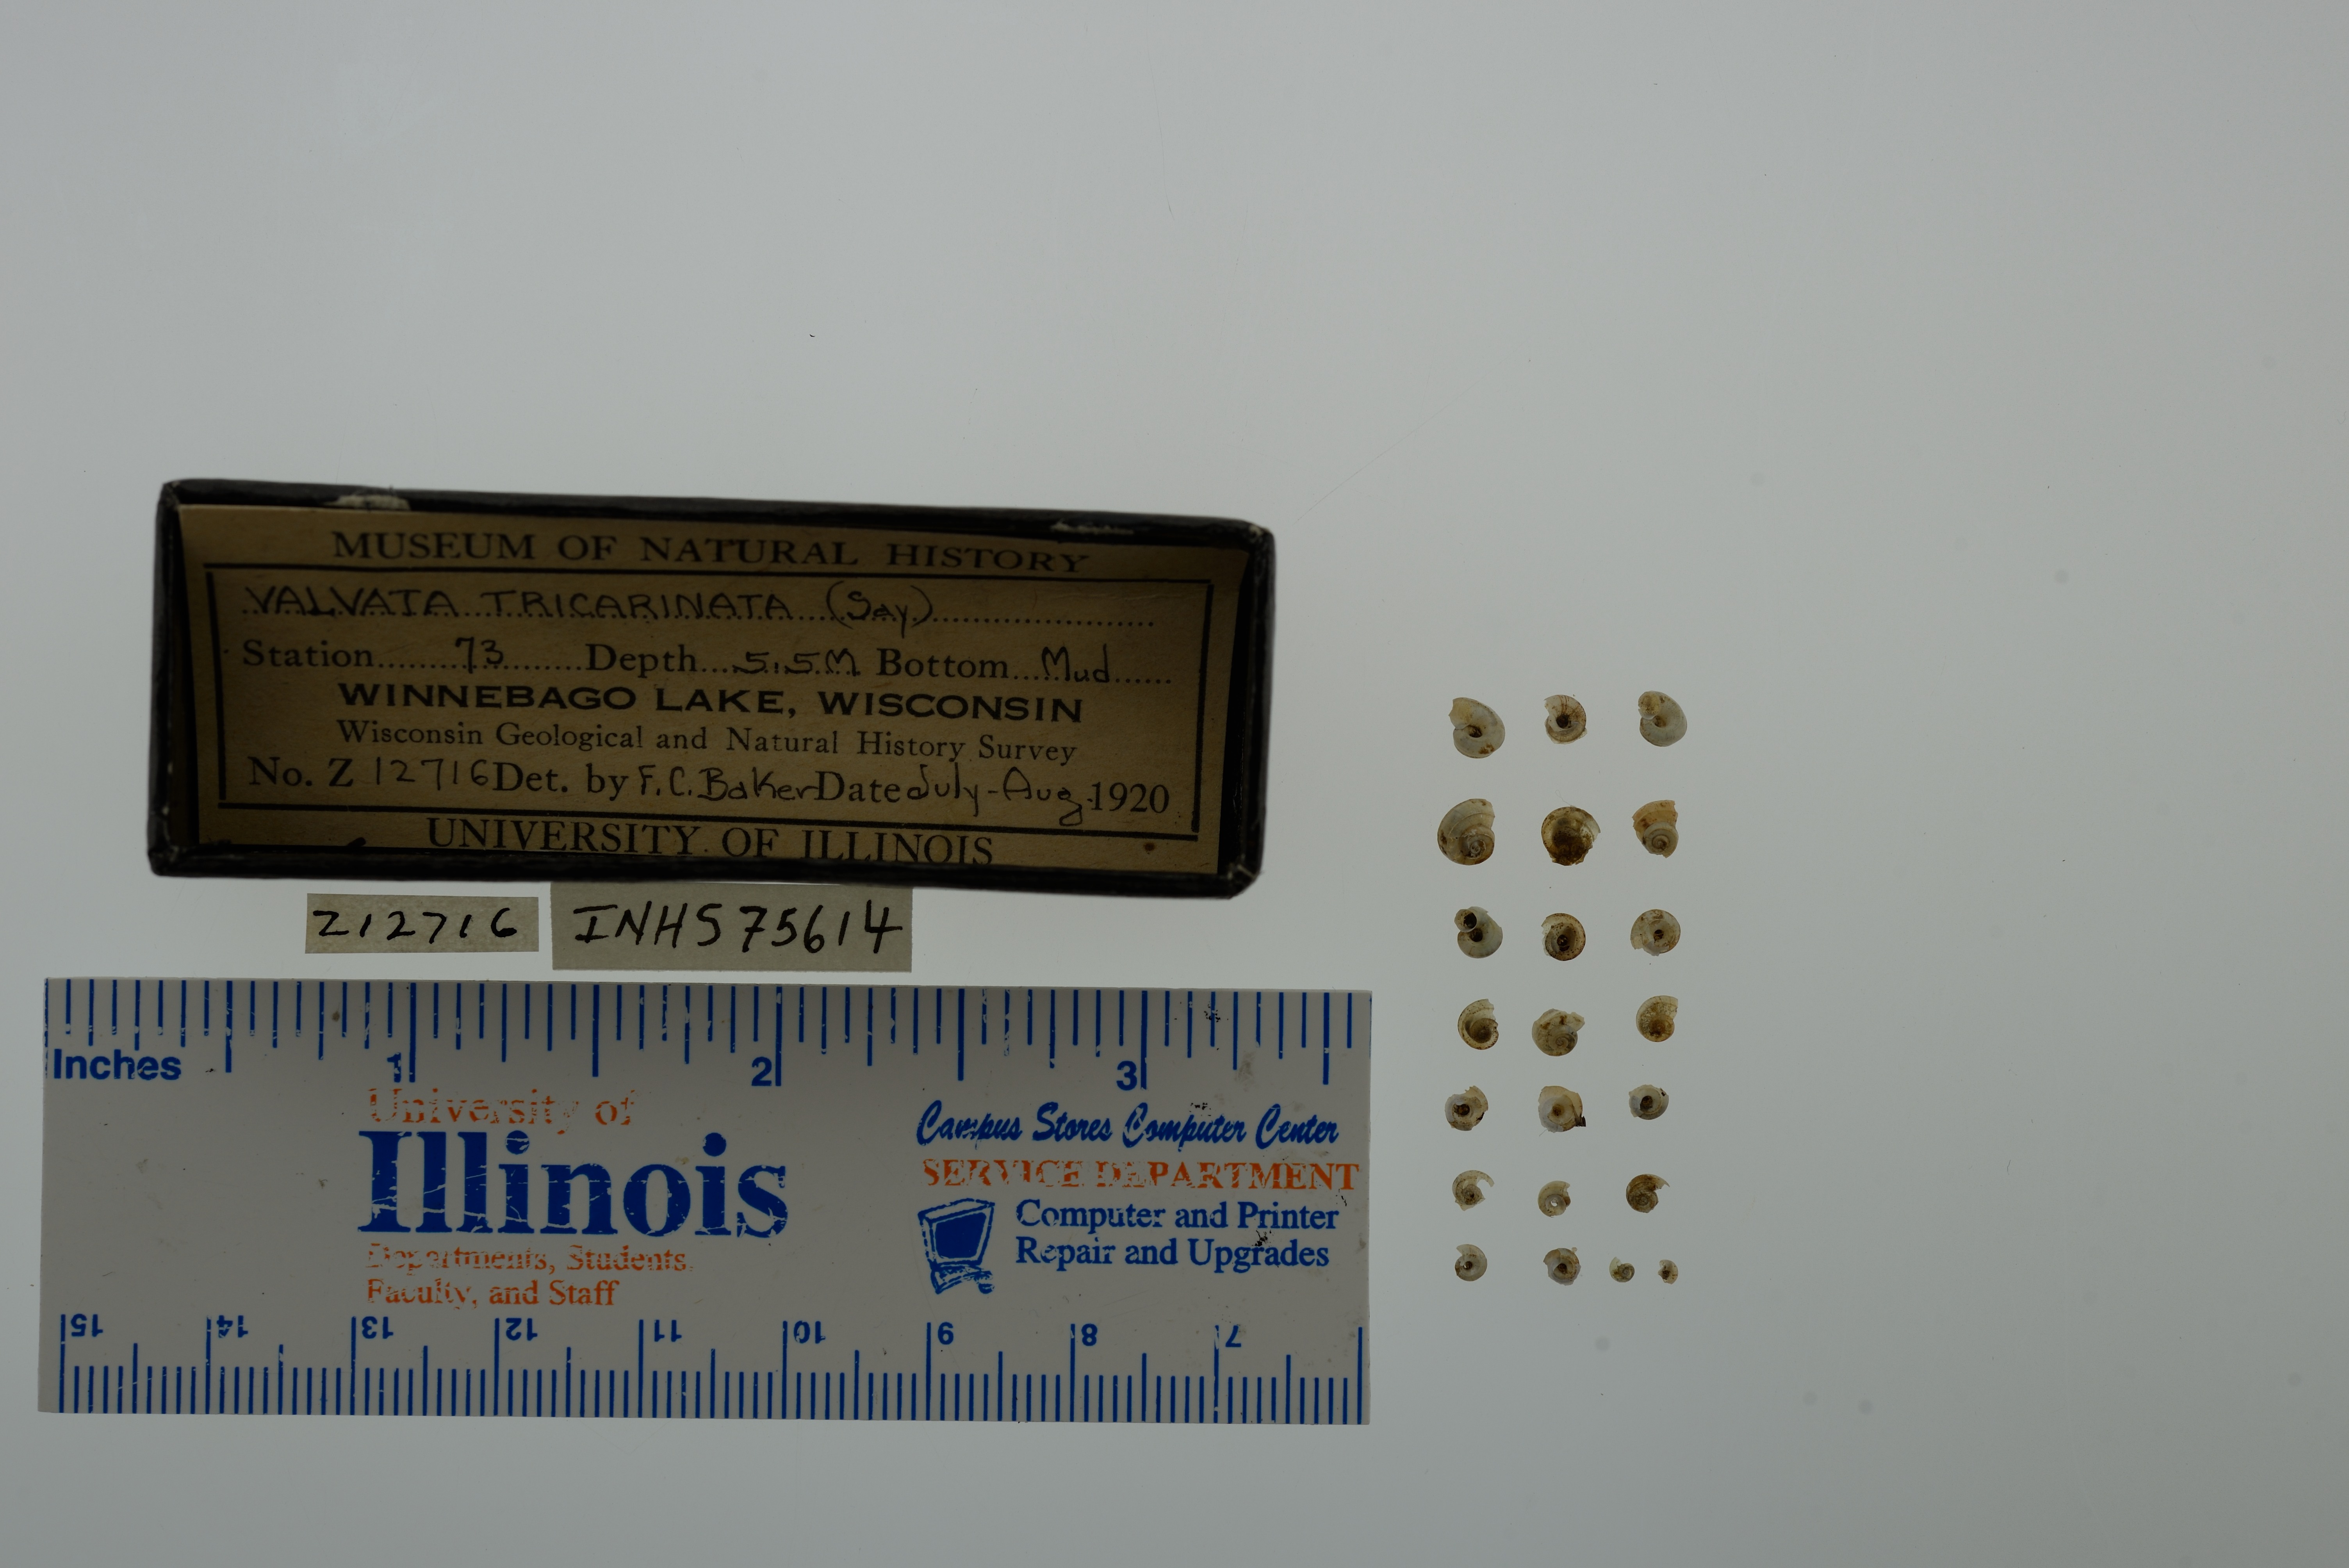 MUSEUM OF NATURAL HISTORY
VALVATA TRICARINATA (Say)
Station 73 Depth 5.5M Bottom Mud
WINNEBAGO LAKE, WISCONSIN
Wisconsin Geological and Natural History Survey
No. Z 12716 Det. by F.C. Baker Date July-Aug. 1920
UNIVERSITY OF ILLINOIS
Z12716
INHS75614
Inches 1 2 3
University of
Illinois
Departments, Students,
Faculty, and Staff
Campus Stores Computer Center
SERVICE DEPARTMENT
Computer and Printer
Repair and Upgrades
15 14 13 12 11 10 9 8 7